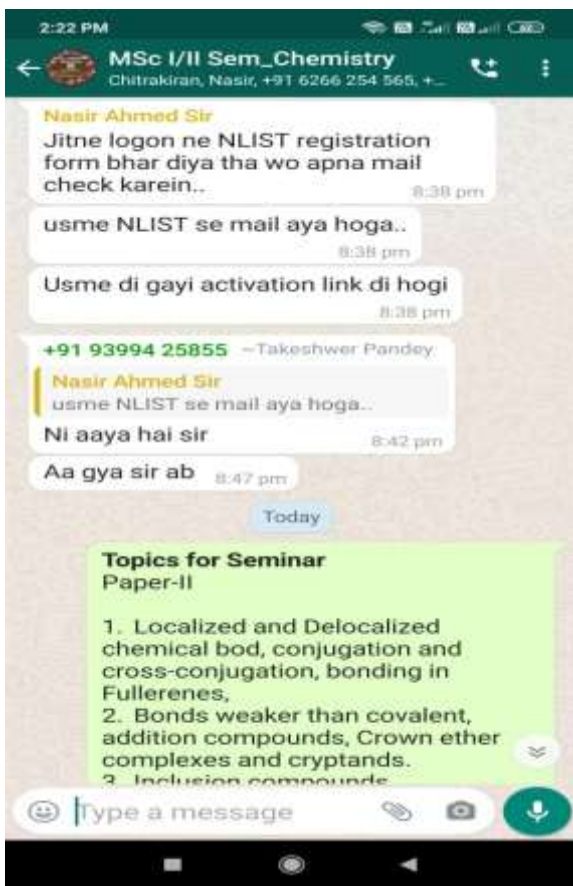 2:22 PM
MSc I/II Sem_Chemistry
Chitrakiran, Nasir, +91 6266 254 565, +...
Nasir Ahmed Sir
Jitne logon ne NLIST registration
form bhar diya tha wo apna mail
check karein..
8:38 pm
usme NLIST se mail aya hoga..
8:38 pm
Usme di gayi activation link di hogi
8:38 pm
+91 93994 25855 ~Takeshwer Pandey
Nasir Ahmed Sir
usme NLIST se mail aya hoga..
Ni aaya hai sir
8:42 pm
Aa gya sir ab 8:47 pm
Today
Topics for Seminar
Paper-II
1. Localized and Delocalized
chemical bod, conjugation and
cross-conjugation, bonding in
Fullerenes,
2. Bonds weaker than covalent,
addition compounds, Crown ether
complexes and cryptands.
3. Inclusion compounds
Type a message